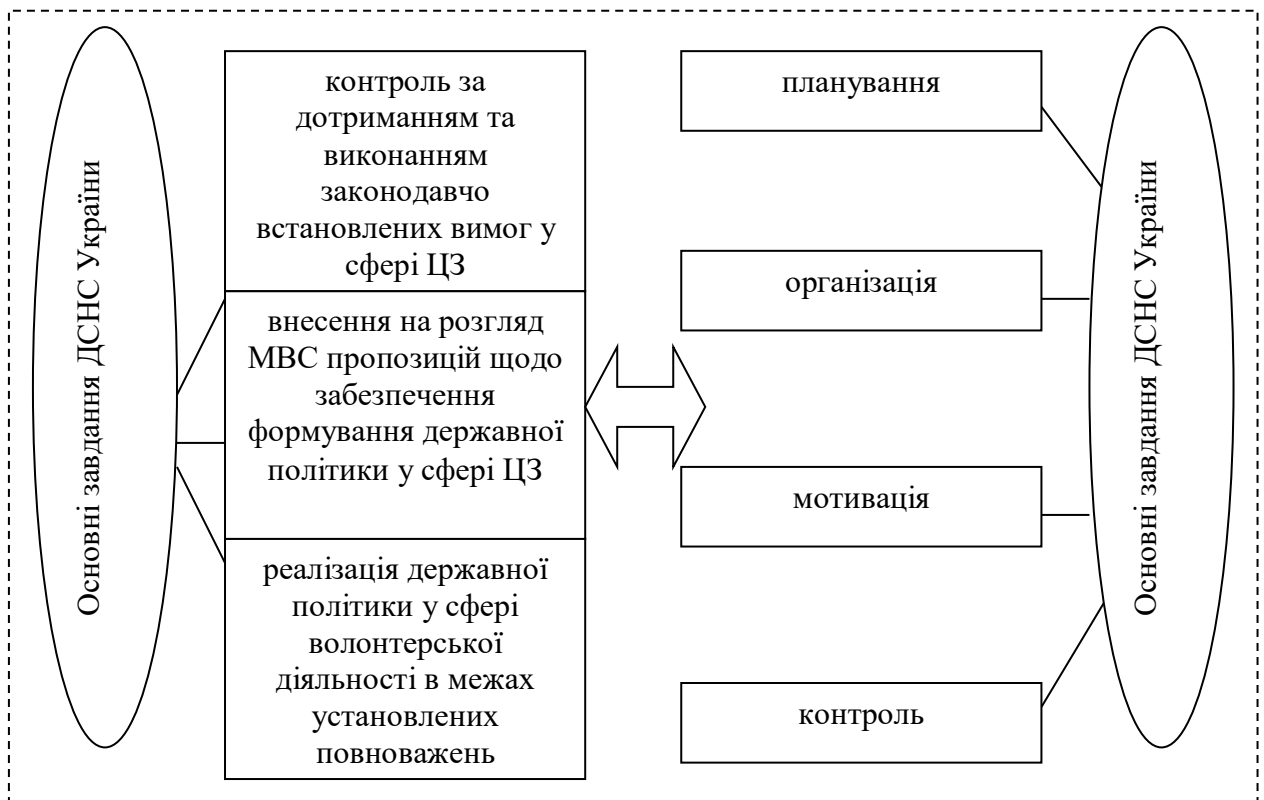 Основні завдання ДСНС України
контроль за
дотриманням та
виконанням
законодавчо
встановлених вимог у
сфері ЦЗ
внесення на розгляд
МВС пропозицій щодо
забезпечення
формування державної
політики у сфері ЦЗ
реалізація державної
політики у сфері
волонтерської
діяльності в межах
установлених
повноважень
планування
організація
мотивація
контроль
Основні завдання ДСНС України